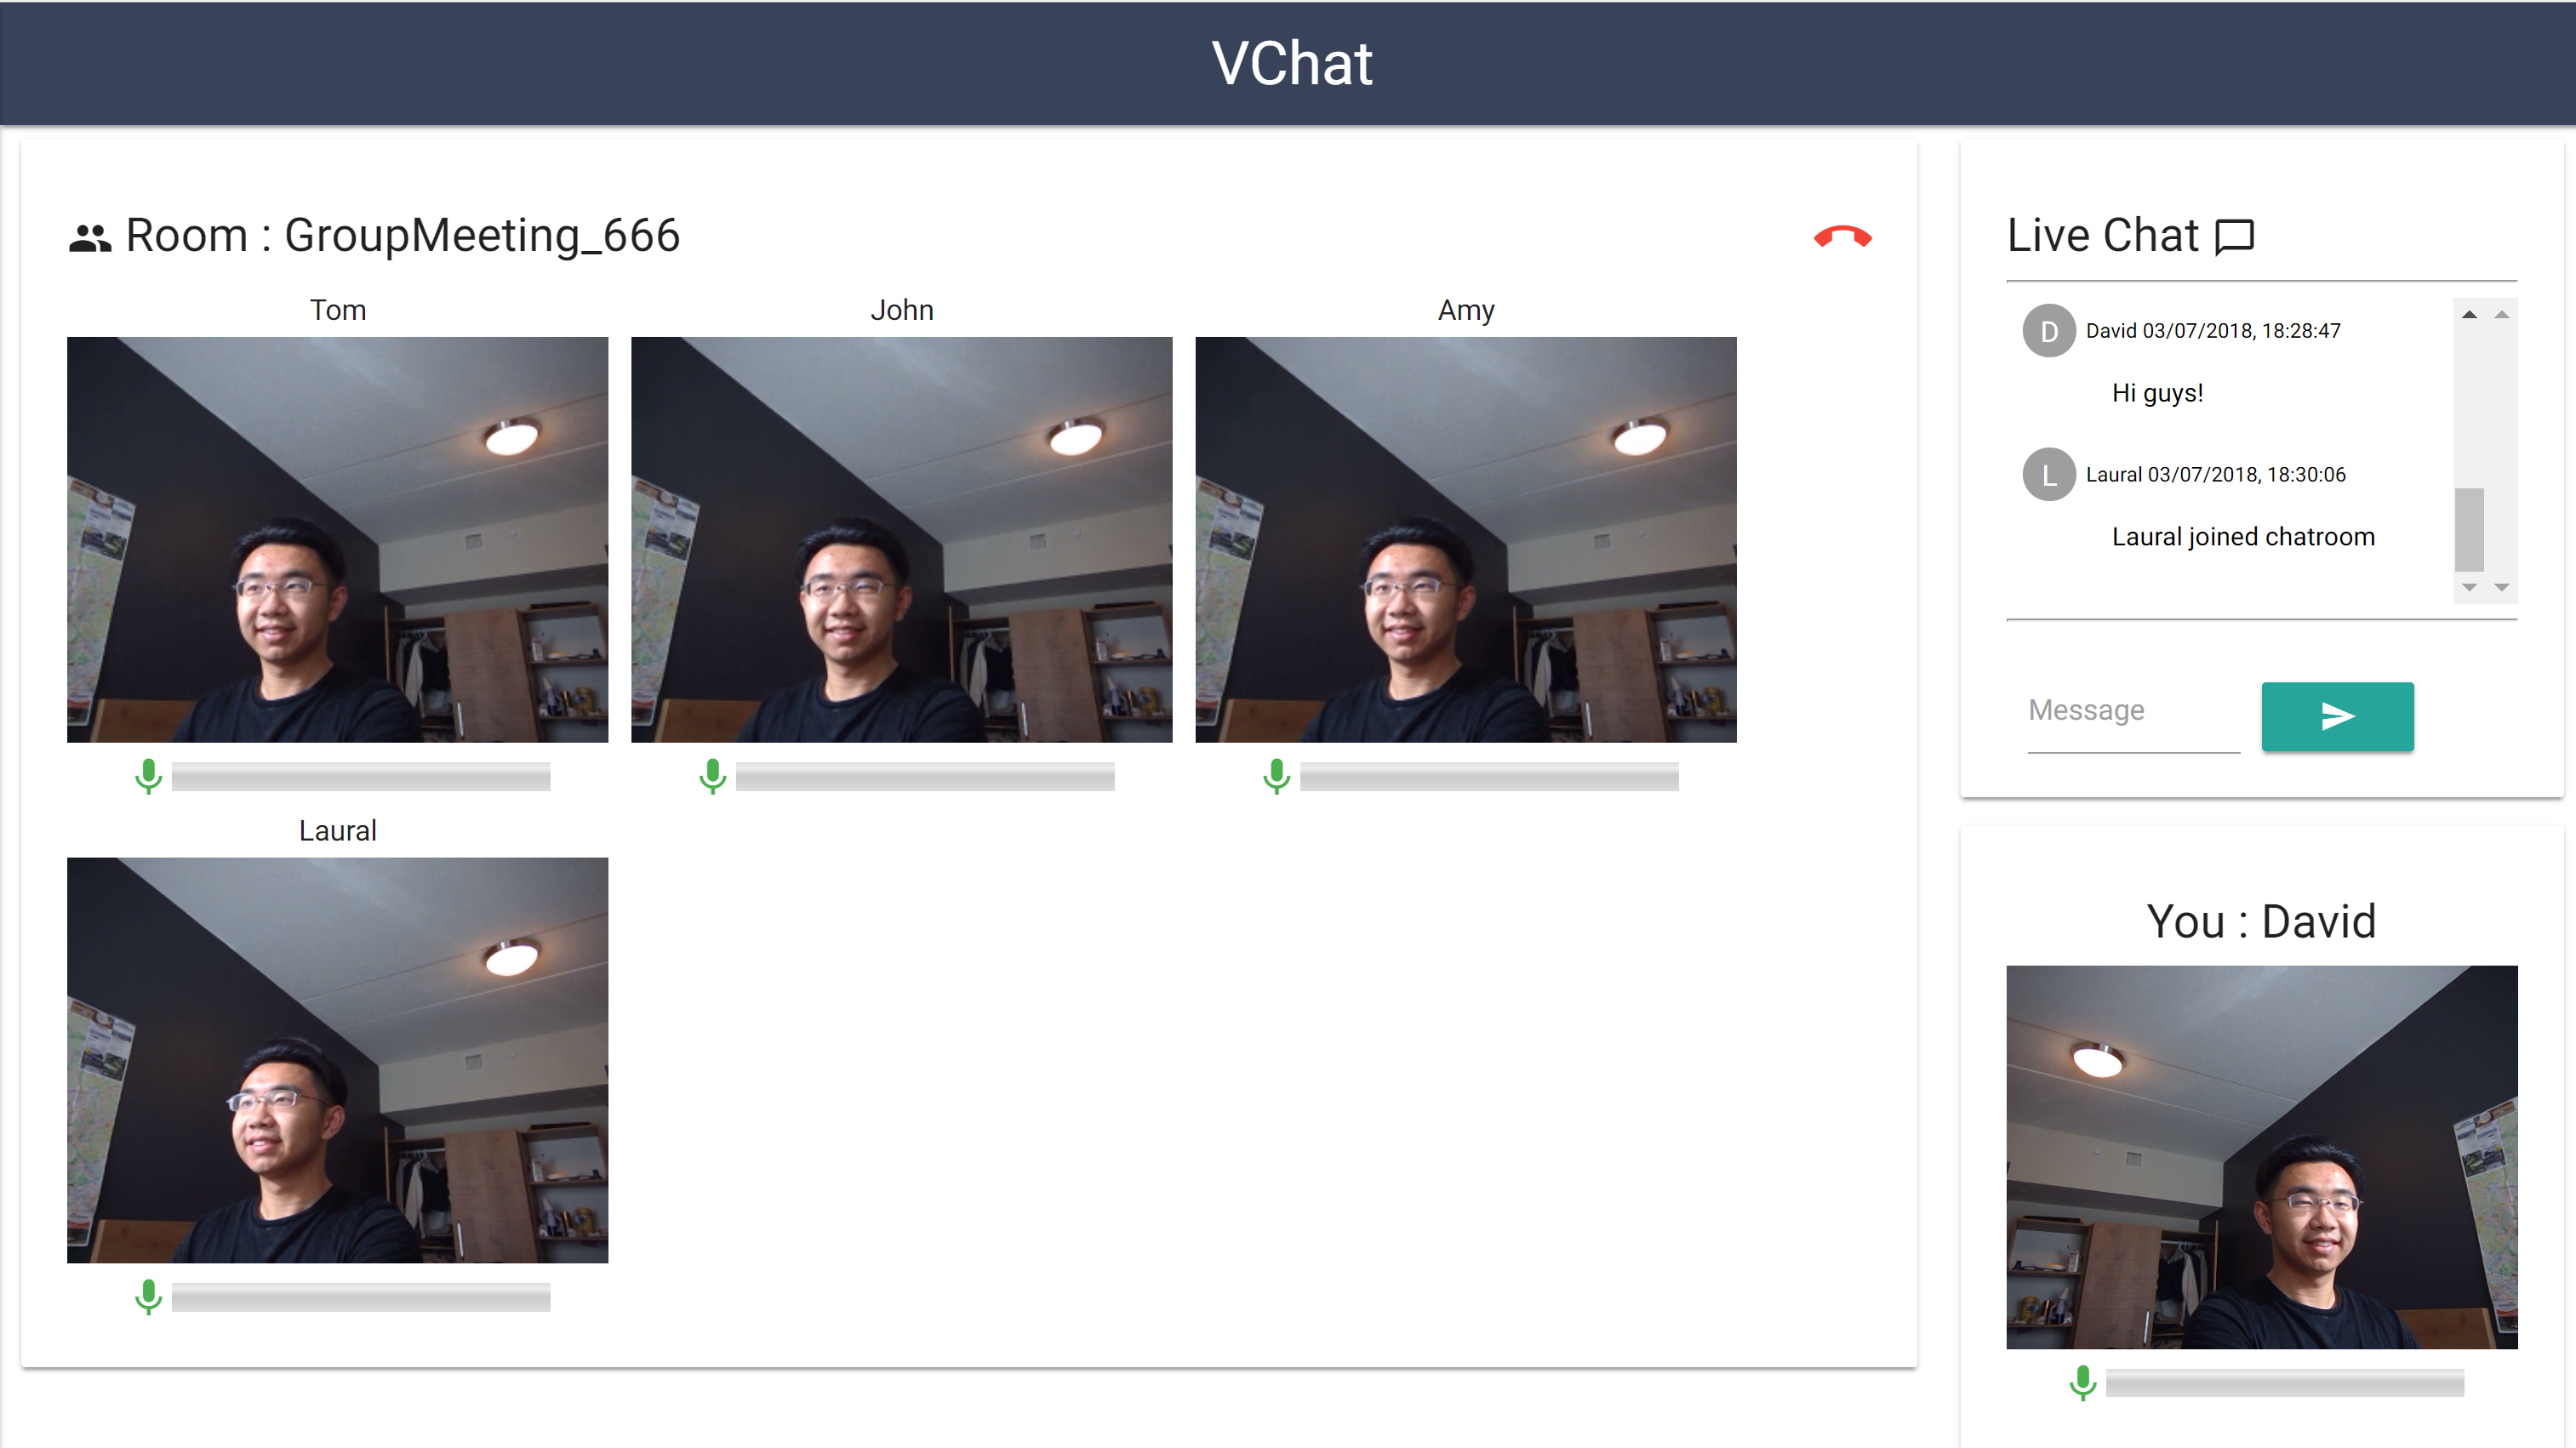 VChat
Room : GroupMeeting_666
Tom
John
Amy
Laural
Live Chat
D
David 03/07/2018, 18:28:47
Hi guys!
L
Laural 03/07/2018, 18:30:06
Laural joined chatroom
Message
You : David